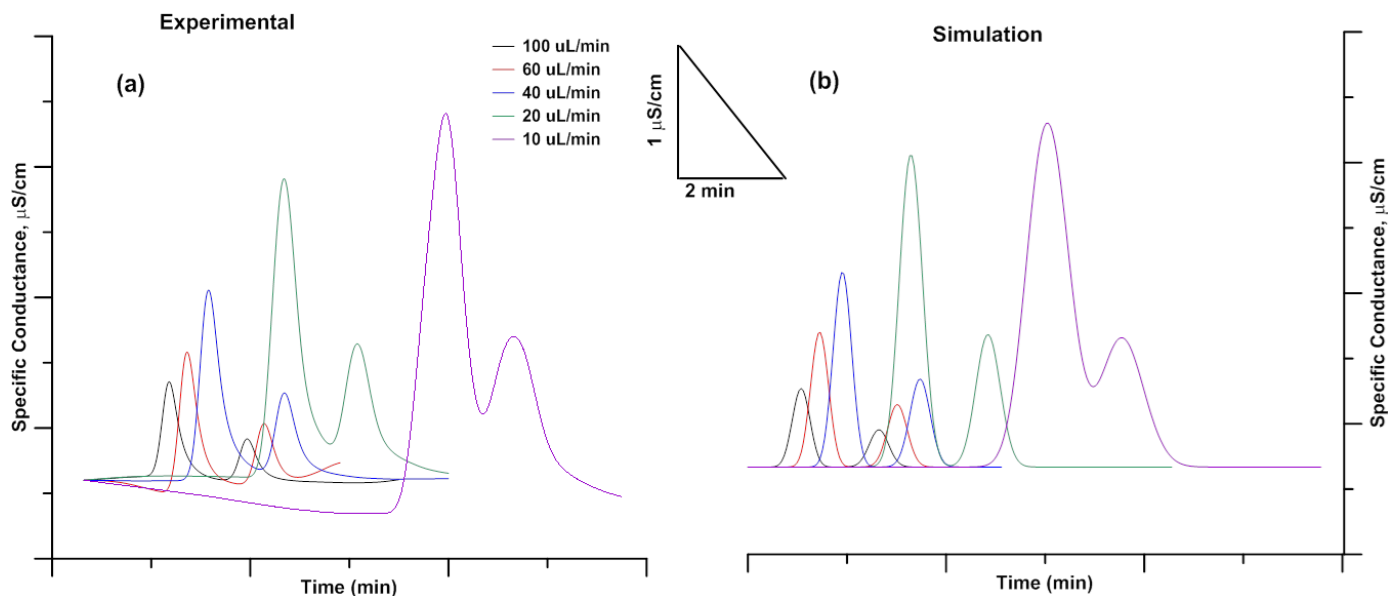 Experimental
(a)
100 uL/min
60 uL/min
40 uL/min
20 uL/min
10 uL/min
Specific Conductance, µS/cm
Time (min)
1 µS/cm
2 min
Simulation
(b)
Specific Conductance, µS/cm
Time (min)